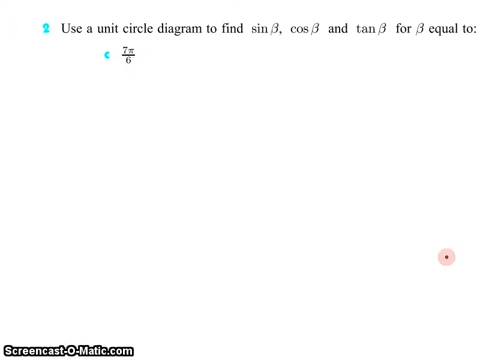 2 Use a unit circle diagram to find sin β, cos β and tan β for β equal to:
c 7π/6
Screencast-O-Matic.com